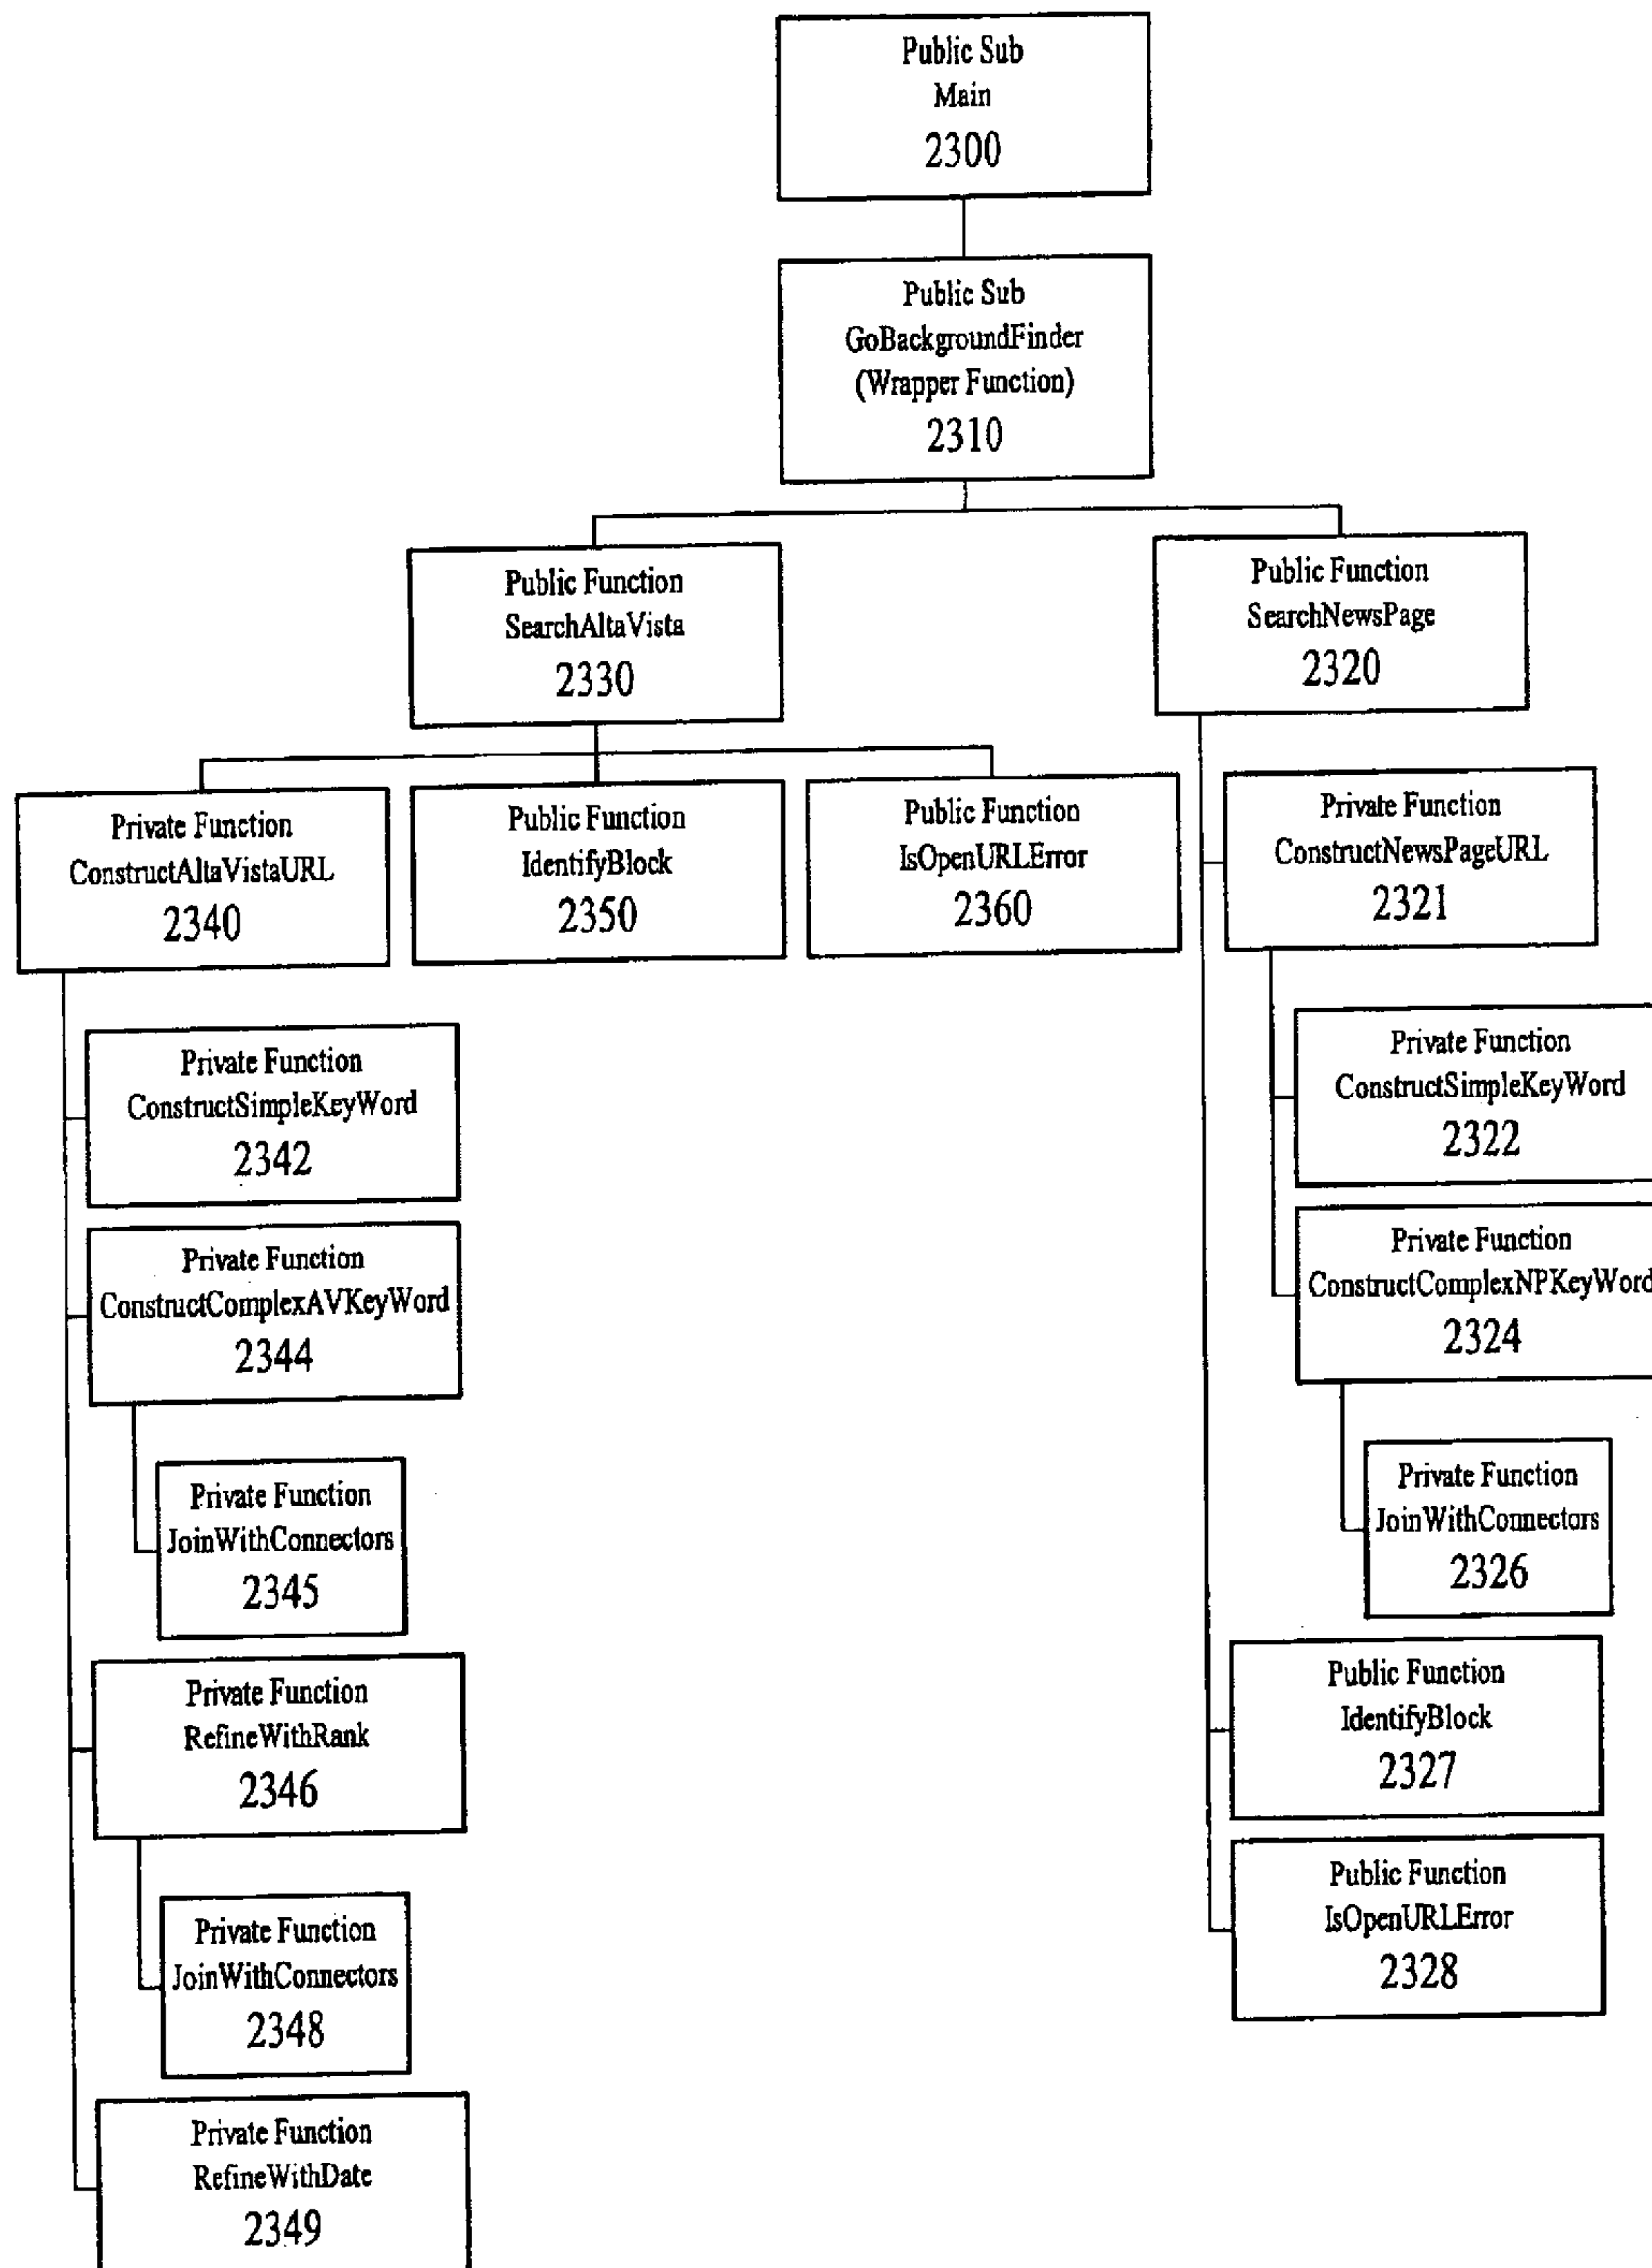 Public Sub
Main
2300
Public Sub
GoBackgroundFinder
(Wrapper Function)
2310
Public Function
SearchAltaVista
2330
Public Function
SearchNewsPage
2320
Private Function
ConstructAltaVistaURL
2340
Public Function
IdentifyBlock
2350
Public Function
IsOpenURLError
2360
Private Function
ConstructNewsPageURL
2321
Private Function
ConstructSimpleKeyWord
2342
Private Function
ConstructSimpleKeyWord
2322
Private Function
ConstructComplexAVKeyWord
2344
Private Function
ConstructComplexNPKeyWord
2324
Private Function
JoinWithConnectors
2345
Private Function
JoinWithConnectors
2326
Private Function
RefineWithRank
2346
Public Function
IdentifyBlock
2327
Private Function
JoinWithConnectors
2348
Public Function
IsOpenURLError
2328
Private Function
RefineWithDate
2349